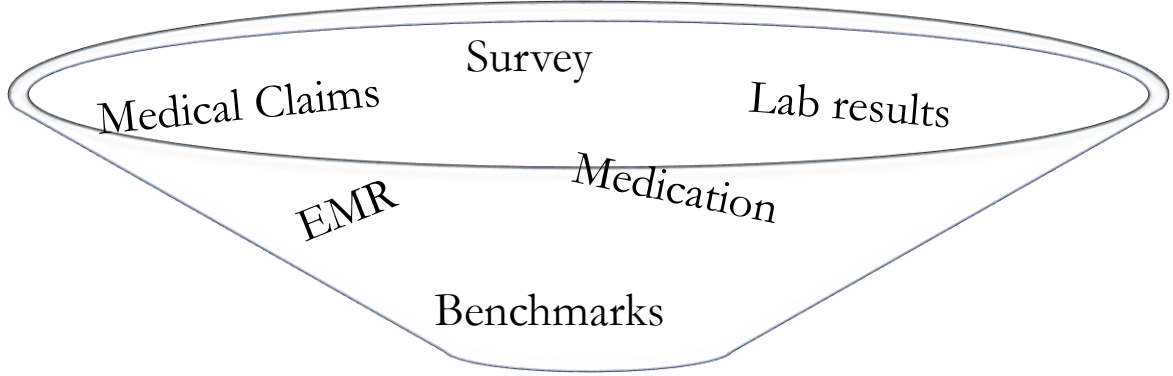 Survey
Medical Claims
Lab results
Medication
EMR
Benchmarks